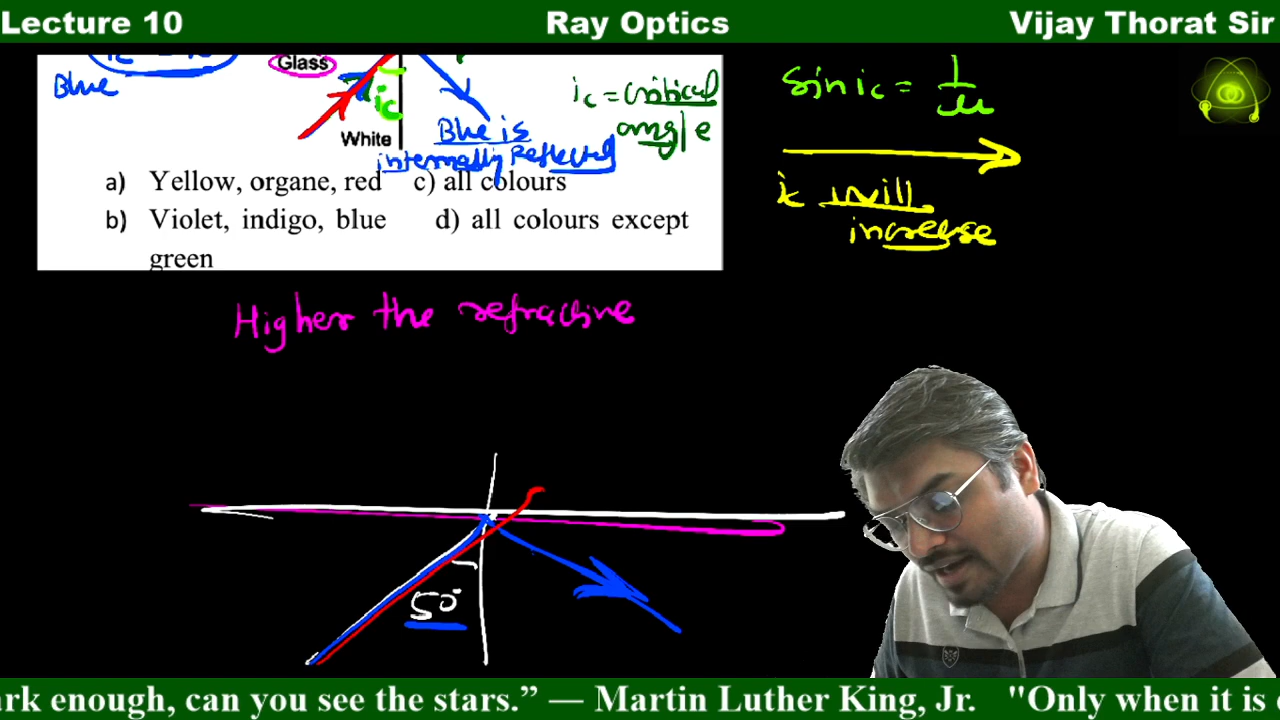 Lecture 10
Ray Optics
Vijay Thorat Sir
Blue
Glass
ic
White
Blue is
internally Reflected
ic = critical
angle
sin ic = 1/μ
ic will
increase
a) Yellow, organe, red c) all colours
b) Violet, indigo, blue d) all colours except
green
Higher the refractive
50°
ark enough, can you see the stars.” — Martin Luther King, Jr. "Only when it is